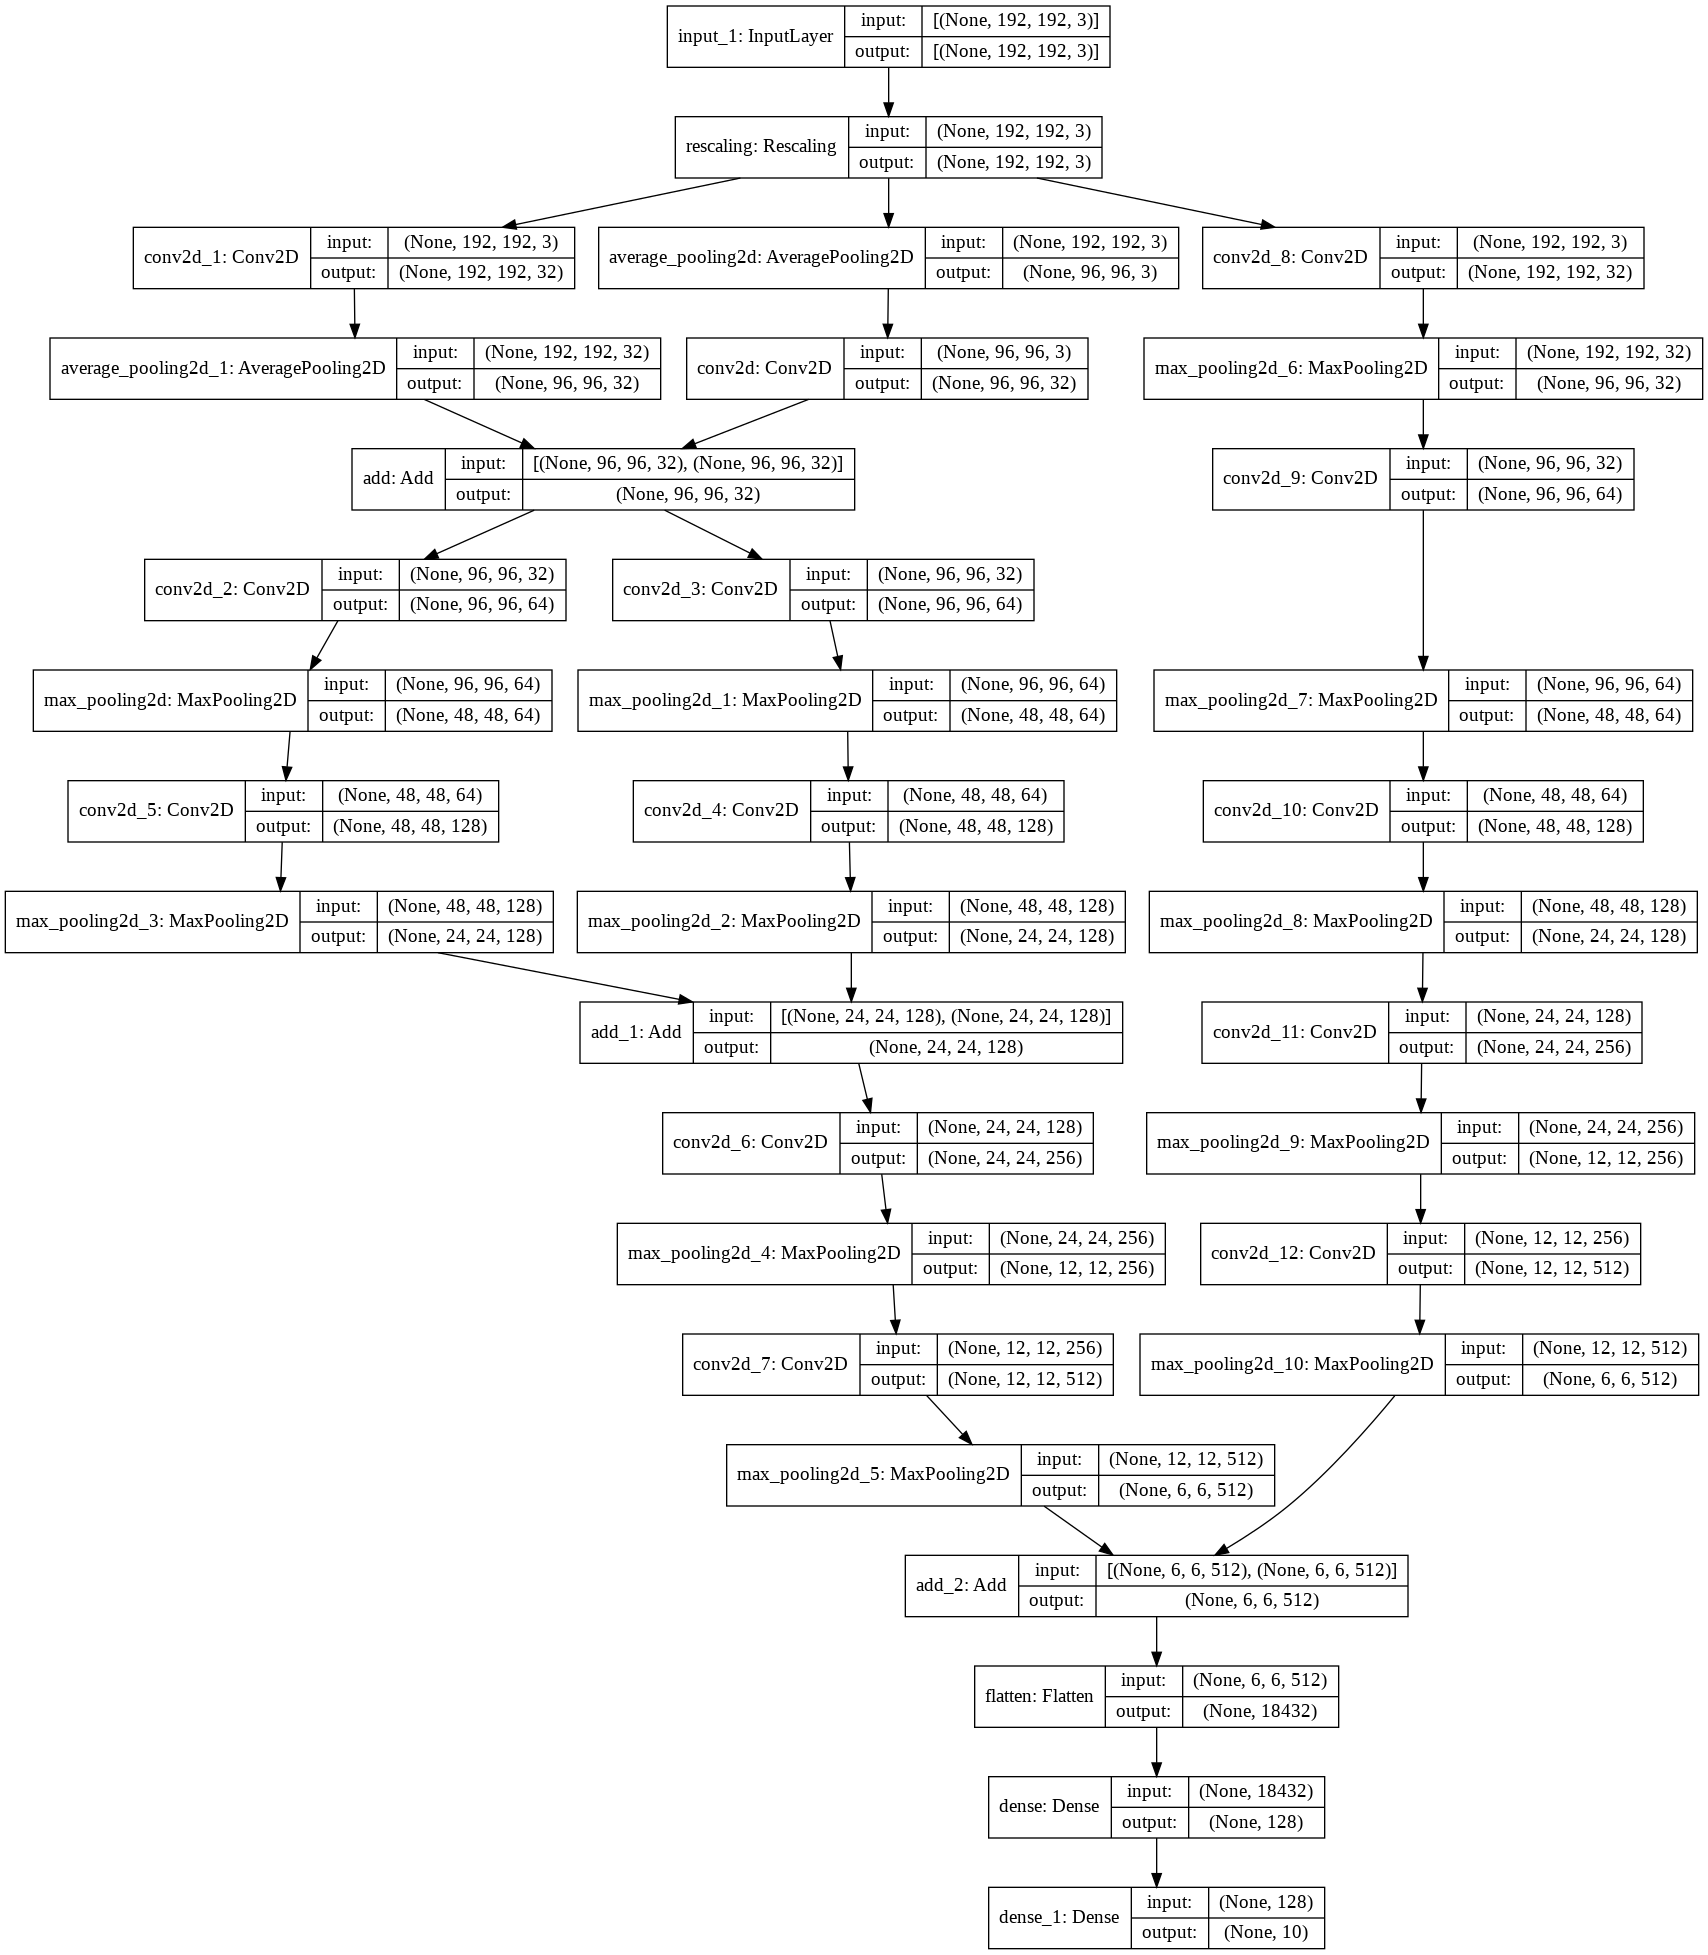 input_1: InputLayer
input: [(None, 192, 192, 3)]
output: [(None, 192, 192, 3)]
rescaling: Rescaling
input: (None, 192, 192, 3)
output: (None, 192, 192, 3)
conv2d_1: Conv2D
input: (None, 192, 192, 3)
output: (None, 192, 192, 32)
average_pooling2d: AveragePooling2D
input: (None, 192, 192, 3)
output: (None, 96, 96, 3)
conv2d_8: Conv2D
input: (None, 192, 192, 3)
output: (None, 192, 192, 32)
average_pooling2d_1: AveragePooling2D
input: (None, 192, 192, 32)
output: (None, 96, 96, 32)
conv2d: Conv2D
input: (None, 96, 96, 3)
output: (None, 96, 96, 32)
max_pooling2d_6: MaxPooling2D
input: (None, 192, 192, 32)
output: (None, 96, 96, 32)
add: Add
input: [(None, 96, 96, 32), (None, 96, 96, 32)]
output: (None, 96, 96, 32)
conv2d_9: Conv2D
input: (None, 96, 96, 32)
output: (None, 96, 96, 64)
conv2d_2: Conv2D
input: (None, 96, 96, 32)
output: (None, 96, 96, 64)
conv2d_3: Conv2D
input: (None, 96, 96, 32)
output: (None, 96, 96, 64)
max_pooling2d: MaxPooling2D
input: (None, 96, 96, 64)
output: (None, 48, 48, 64)
max_pooling2d_1: MaxPooling2D
input: (None, 96, 96, 64)
output: (None, 48, 48, 64)
max_pooling2d_7: MaxPooling2D
input: (None, 96, 96, 64)
output: (None, 48, 48, 64)
conv2d_5: Conv2D
input: (None, 48, 48, 64)
output: (None, 48, 48, 128)
conv2d_4: Conv2D
input: (None, 48, 48, 64)
output: (None, 48, 48, 128)
conv2d_10: Conv2D
input: (None, 48, 48, 64)
output: (None, 48, 48, 128)
max_pooling2d_3: MaxPooling2D
input: (None, 48, 48, 128)
output: (None, 24, 24, 128)
max_pooling2d_2: MaxPooling2D
input: (None, 48, 48, 128)
output: (None, 24, 24, 128)
max_pooling2d_8: MaxPooling2D
input: (None, 48, 48, 128)
output: (None, 24, 24, 128)
add_1: Add
input: [(None, 24, 24, 128), (None, 24, 24, 128)]
output: (None, 24, 24, 128)
conv2d_11: Conv2D
input: (None, 24, 24, 128)
output: (None, 24, 24, 256)
conv2d_6: Conv2D
input: (None, 24, 24, 128)
output: (None, 24, 24, 256)
max_pooling2d_9: MaxPooling2D
input: (None, 24, 24, 256)
output: (None, 12, 12, 256)
max_pooling2d_4: MaxPooling2D
input: (None, 24, 24, 256)
output: (None, 12, 12, 256)
conv2d_12: Conv2D
input: (None, 12, 12, 256)
output: (None, 12, 12, 512)
conv2d_7: Conv2D
input: (None, 12, 12, 256)
output: (None, 12, 12, 512)
max_pooling2d_10: MaxPooling2D
input: (None, 12, 12, 512)
output: (None, 6, 6, 512)
max_pooling2d_5: MaxPooling2D
input: (None, 12, 12, 512)
output: (None, 6, 6, 512)
add_2: Add
input: [(None, 6, 6, 512), (None, 6, 6, 512)]
output: (None, 6, 6, 512)
flatten: Flatten
input: (None, 6, 6, 512)
output: (None, 18432)
dense: Dense
input: (None, 18432)
output: (None, 128)
dense_1: Dense
input: (None, 128)
output: (None, 10)